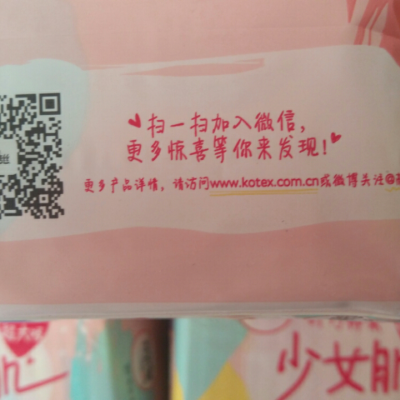 扫一扫加入微信，
更多惊喜等你来发现！
更多产品详情，请访问www.kotex.com.cn或微博关注@
少女肌